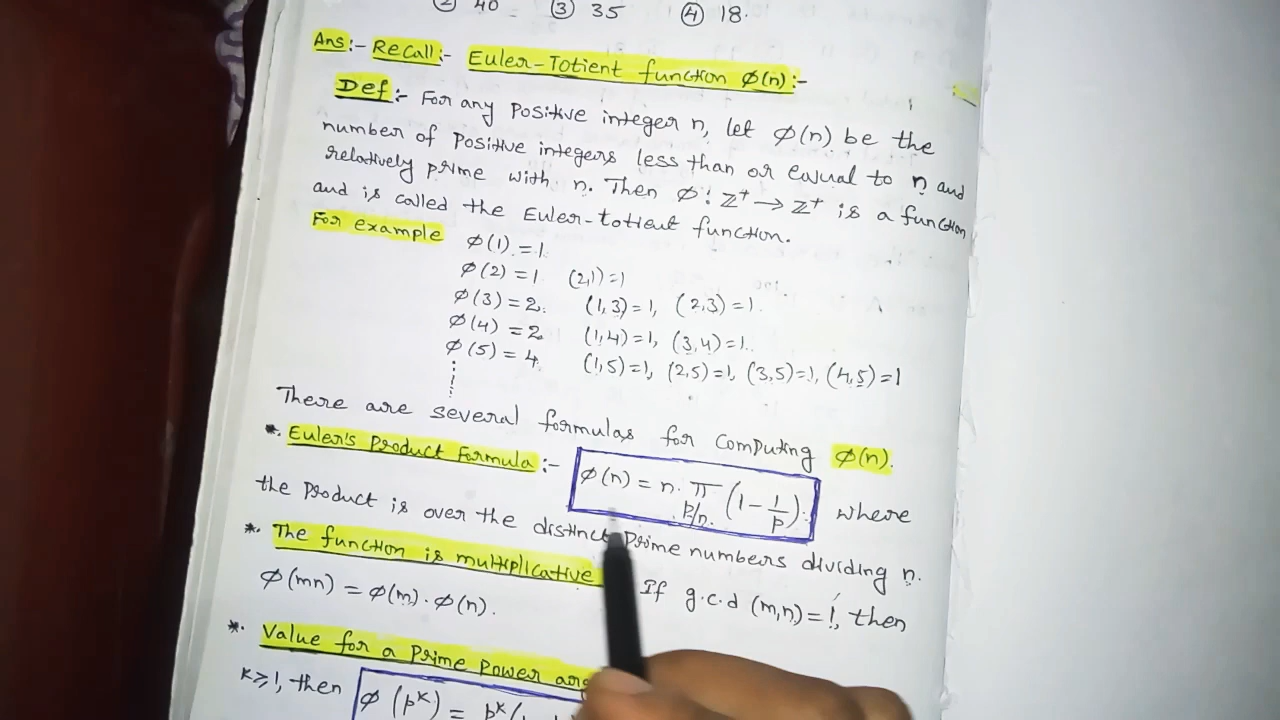 ② 40 ③ 35 ④ 18.
Ans:- Recall:- Euler-Totient function ϕ(n):-
Def:- For any positive integer n, let ϕ(n) be the
number of positive integers less than or equal to n and
relatively prime with n. Then ϕ: ℤ⁺ → ℤ⁺ is a function
and is called the Euler-totient function.
For example ϕ(1) = 1.
ϕ(2) = 1 (2,1)=1
ϕ(3) = 2. (1,3)=1, (2,3)=1.
ϕ(4) = 2 (1,4)=1, (3,4)=1.
ϕ(5) = 4 (1,5)=1, (2,5)=1, (3,5)=1, (4,5)=1
There are several formulas for computing ϕ(n).
*. Euler's Product formula:- ϕ(n) = n. π p/n. (1 - 1/p). where
the product is over the distinct prime numbers dividing n.
*. The function is multiplicative If g.c.d (m,n)=1, then
ϕ(mn) = ϕ(m). ϕ(n).
*. Value for a prime power
k≥1, then ϕ(pᵏ) = pᵏ(